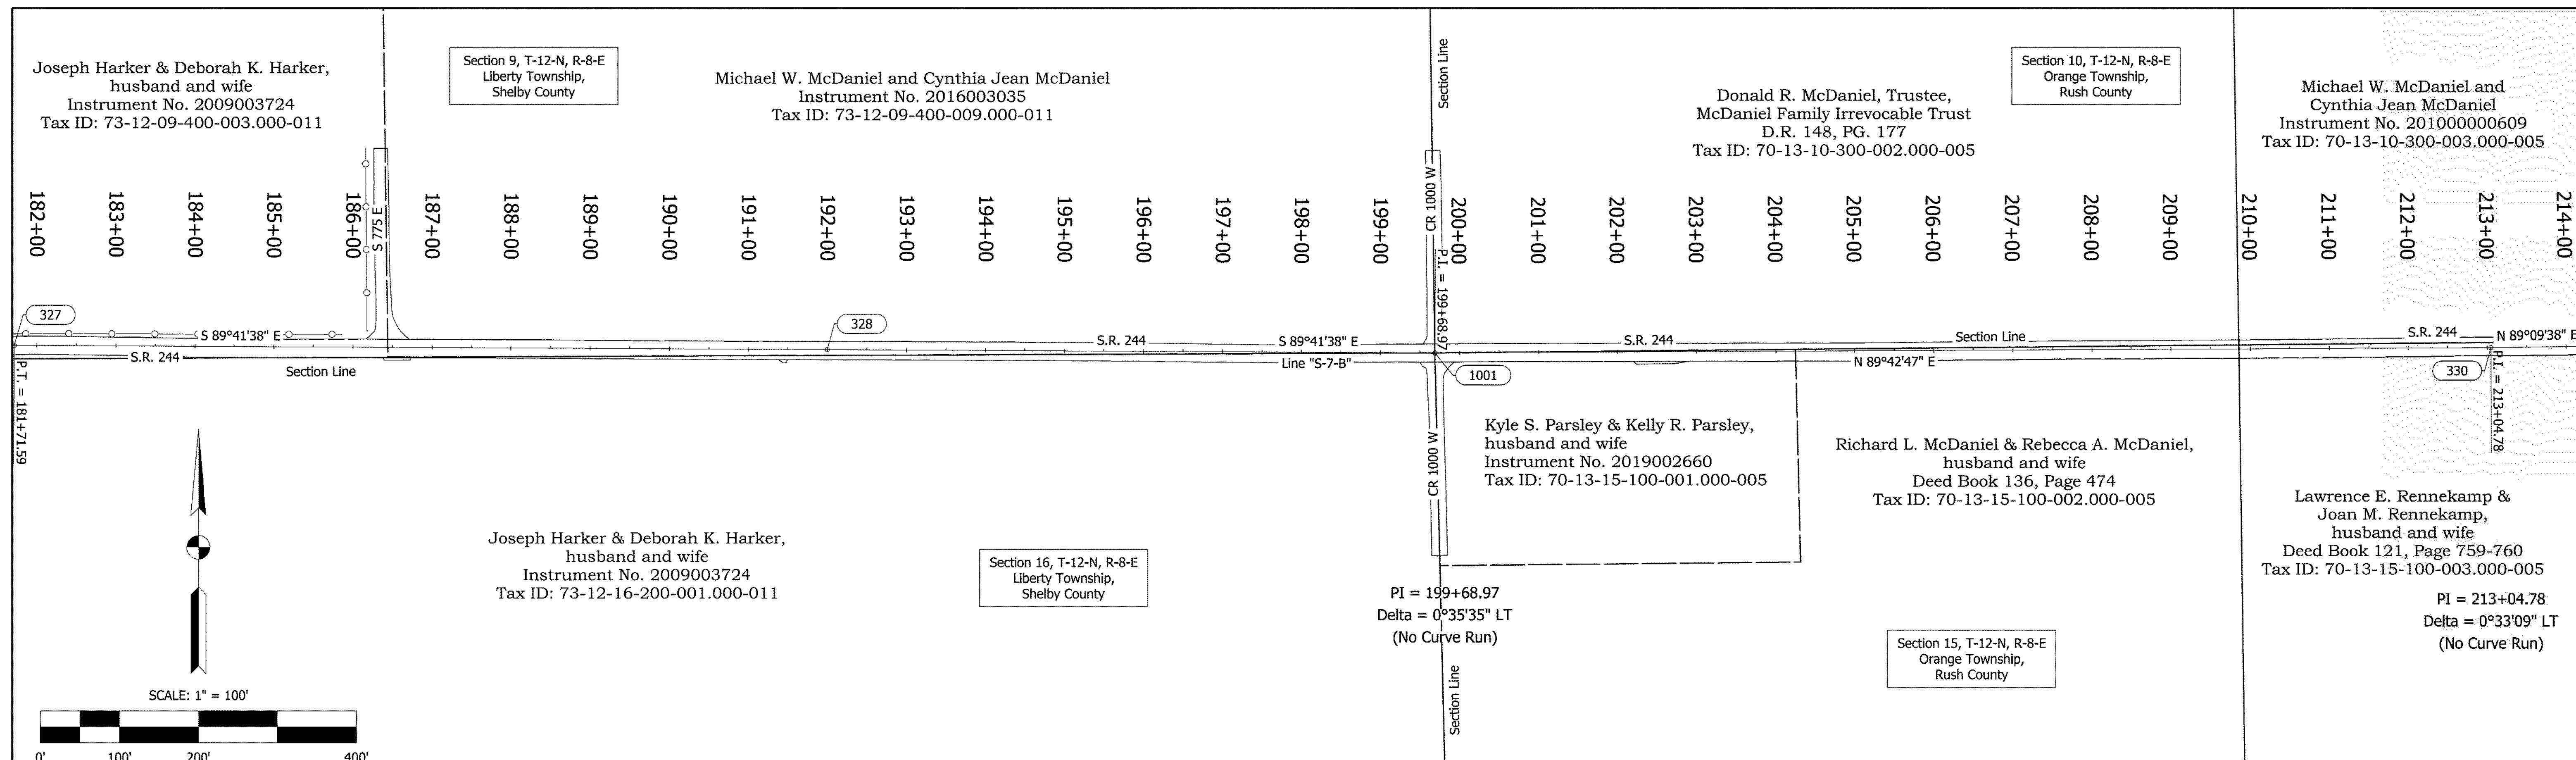 Joseph Harker & Deborah K. Harker,
husband and wife
Instrument No. 2009003724
Tax ID: 73-12-09-400-003.000-011
Section 9, T-12-N, R-8-E
Liberty Township,
Shelby County
Michael W. McDaniel and Cynthia Jean McDaniel
Instrument No. 2016003035
Tax ID: 73-12-09-400-009.000-011
Section Line
Donald R. McDaniel, Trustee,
McDaniel Family Irrevocable Trust
D.R. 148, PG. 177
Tax ID: 70-13-10-300-002.000-005
Section 10, T-12-N, R-8-E
Orange Township,
Rush County
Michael W. McDaniel and
Cynthia Jean McDaniel
Instrument No. 201000000609
Tax ID: 70-13-10-300-003.000-005
182+00
183+00
184+00
185+00
186+00
S 775 E
187+00
188+00
189+00
190+00
191+00
192+00
193+00
194+00
195+00
196+00
197+00
198+00
199+00
CR 1000 W
P.I. = 199+68.97
200+00
201+00
202+00
203+00
204+00
205+00
206+00
207+00
208+00
209+00
210+00
211+00
212+00
213+00
214+00
327
S 89°41'38" E
328
S.R. 244
S 89°41'38" E
S.R. 244
Section Line
S.R. 244
N 89°09'38" E
S.R. 244
Section Line
Line "S-7-B"
1001
N 89°42'47" E
330
P.T. = 181+71.59
P.I. = 213+04.78
CR 1000 W
Kyle S. Parsley & Kelly R. Parsley,
husband and wife
Instrument No. 2019002660
Tax ID: 70-13-15-100-001.000-005
Richard L. McDaniel & Rebecca A. McDaniel,
husband and wife
Deed Book 136, Page 474
Tax ID: 70-13-15-100-002.000-005
Lawrence E. Rennekamp &
Joan M. Rennekamp,
husband and wife
Deed Book 121, Page 759-760
Tax ID: 70-13-15-100-003.000-005
Joseph Harker & Deborah K. Harker,
husband and wife
Instrument No. 2009003724
Tax ID: 73-12-16-200-001.000-011
Section 16, T-12-N, R-8-E
Liberty Township,
Shelby County
PI = 199+68.97
Delta = 0°35'35" LT
(No Curve Run)
PI = 213+04.78
Delta = 0°33'09" LT
(No Curve Run)
Section 15, T-12-N, R-8-E
Orange Township,
Rush County
Section Line
SCALE: 1" = 100'
0' 100' 200' 400'